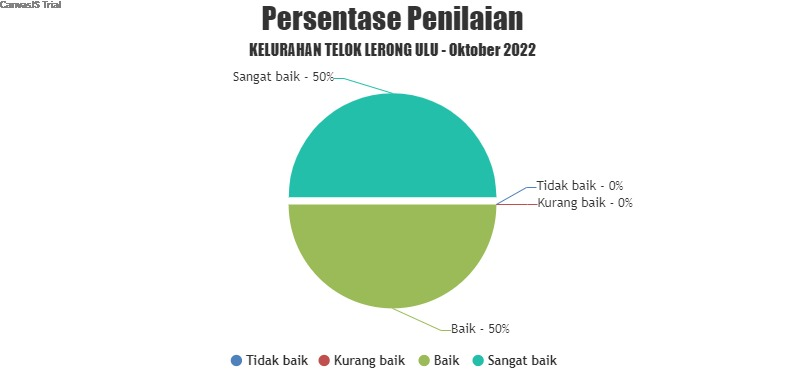 CanvasJS Trial
Persentase Penilaian
KELURAHAN TELOK LERONG ULU - Oktober 2022
Sangat baik - 50%
Tidak baik - 0%
Kurang baik - 0%
Baik - 50%
Tidak baik Kurang baik Baik Sangat baik